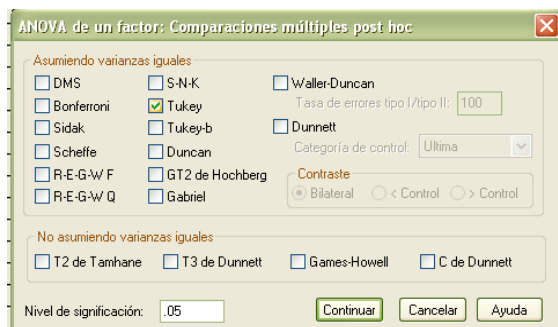 ANOVA de un factor: Comparaciones múltiples post hoc
Asumiendo varianzas iguales
DMS
S-N-K
Waller-Duncan
Bonferroni
Tukey
Tasa de errores tipo I/tipo II: 100
Sidak
Tukey-b
Dunnett
Scheffe
Duncan
Categoría de control: Ultima
R-E-G-W F
GT2 de Hochberg
Contraste
R-E-G-W Q
Gabriel
Bilateral < Control > Control
No asumiendo varianzas iguales
T2 de Tamhane T3 de Dunnett Games-Howell C de Dunnett
Nivel de significación: .05 Continuar Cancelar Ayuda